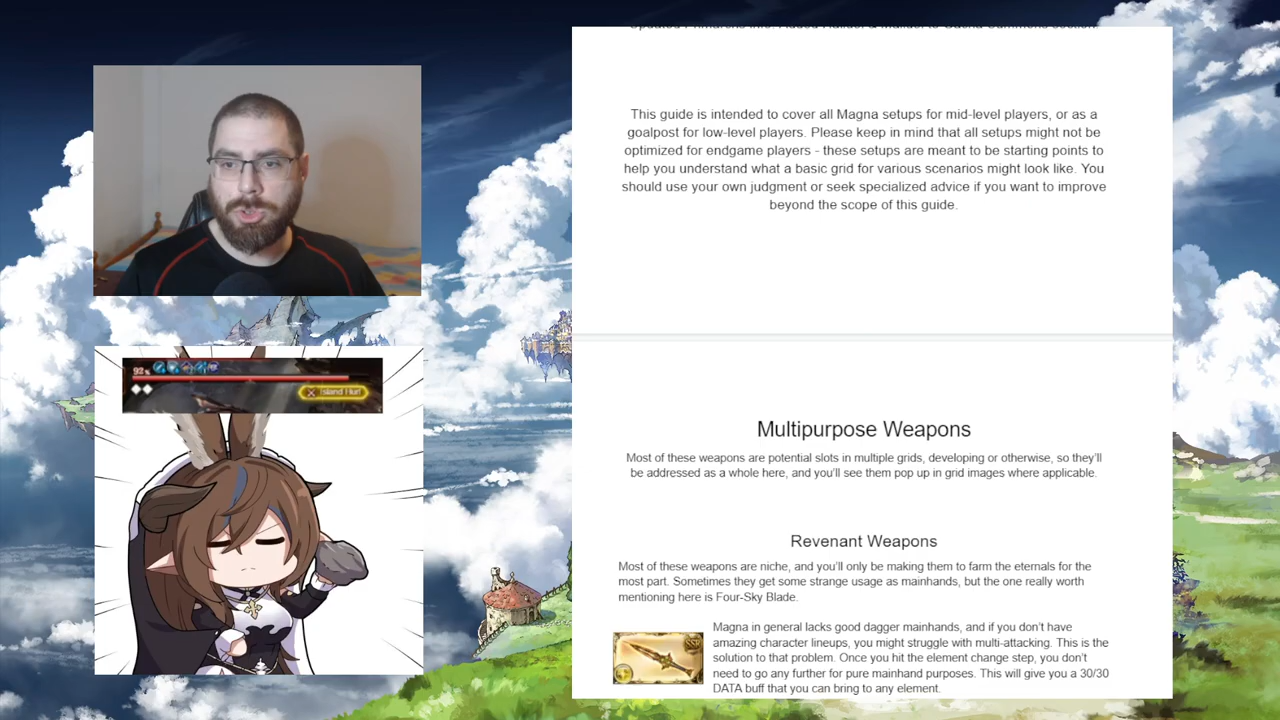 This guide is intended to cover all Magna setups for mid-level players, or as a
goalpost for low-level players. Please keep in mind that all setups might not be
optimized for endgame players - these setups are meant to be starting points to
help you understand what a basic grid for various scenarios might look like. You
should use your own judgment or seek specialized advice if you want to improve
beyond the scope of this guide.
92%
Island Hurt
Multipurpose Weapons
Most of these weapons are potential slots in multiple grids, developing or otherwise, so they'll
be addressed as a whole here, and you'll see them pop up in grid images where applicable.
Revenant Weapons
Most of these weapons are niche, and you'll only be making them to farm the eternals for the
most part. Sometimes they get some strange usage as mainhands, but the one really worth
mentioning here is Four-Sky Blade.
Magna in general lacks good dagger mainhands, and if you don't have
amazing character lineups, you might struggle with multi-attacking. This is the
solution to that problem. Once you hit the element change step, you don't
need to go any further for pure mainhand purposes. This will give you a 30/30
DATA buff that you can bring to any element.